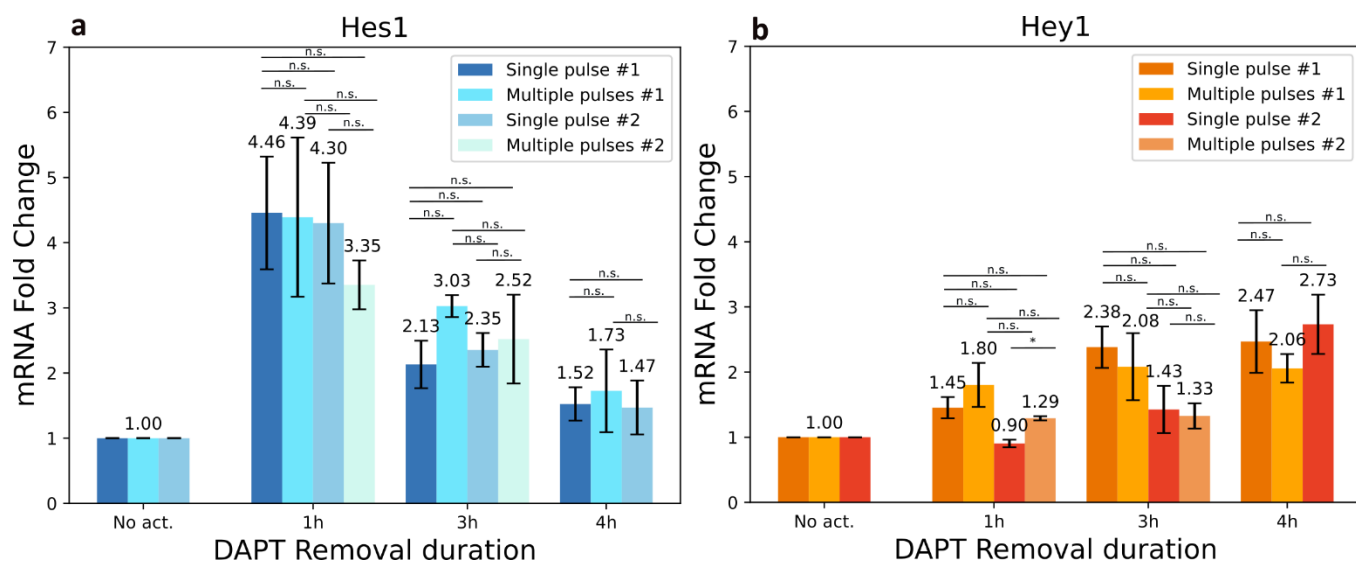 a
Hes1
mRNA Fold Change
7
6
5
4
3
2
1
0
Single pulse #1
Multiple pulses #1
Single pulse #2
Multiple pulses #2
n.s.
n.s.
n.s.
n.s.
n.s.
n.s.
4.46
4.39
4.30
3.35
n.s.
n.s.
n.s.
n.s.
n.s.
n.s.
2.13
3.03
2.35
2.52
n.s.
n.s.
n.s.
1.52
1.73
1.47
1.00
No act.
1h
3h
4h
DAPT Removal duration
b
Hey1
mRNA Fold Change
7
6
5
4
3
2
1
0
Single pulse #1
Multiple pulses #1
Single pulse #2
Multiple pulses #2
n.s.
n.s.
n.s.
n.s.
n.s.
*
1.45
1.80
0.90
1.29
n.s.
n.s.
n.s.
n.s.
n.s.
n.s.
2.38
2.08
1.43
1.33
n.s.
n.s.
n.s.
2.47
2.06
2.73
1.00
No act.
1h
3h
4h
DAPT Removal duration